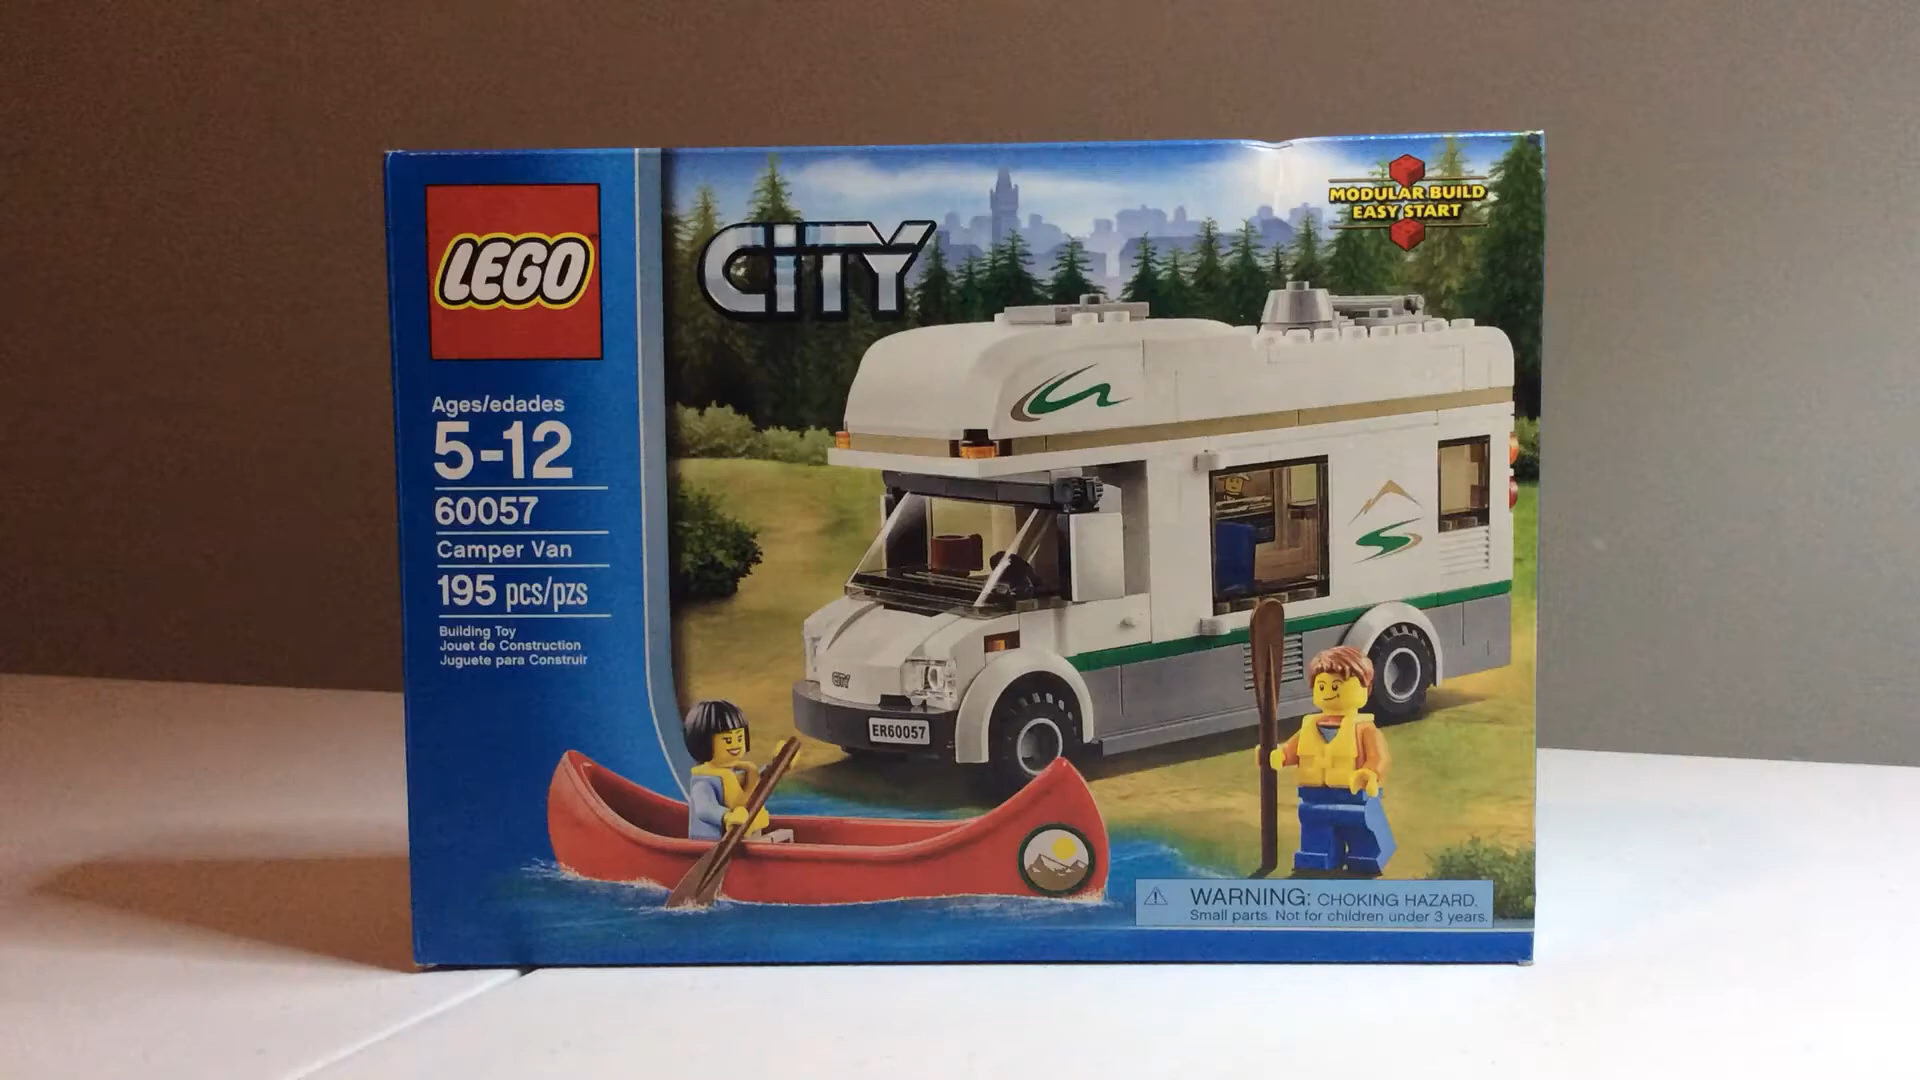 LEGO
CITY
MODULAR BUILD
EASY START
Ages/edades
5-12
60057
Camper Van
195 pcs/pzs
Building Toy
Jouet de Construction
Juguete para Construir
CITY
ER60057
WARNING: CHOKING HAZARD.
Small parts. Not for children under 3 years.